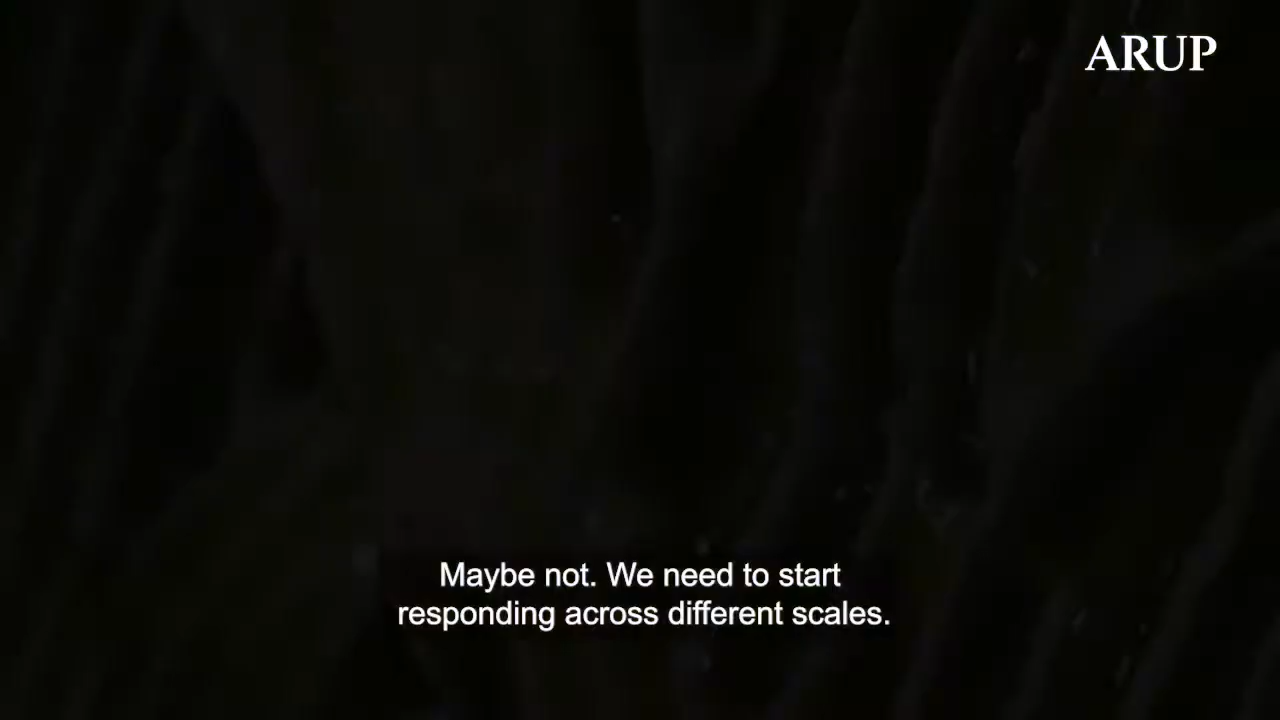 ARUP
Maybe not. We need to start
responding across different scales.